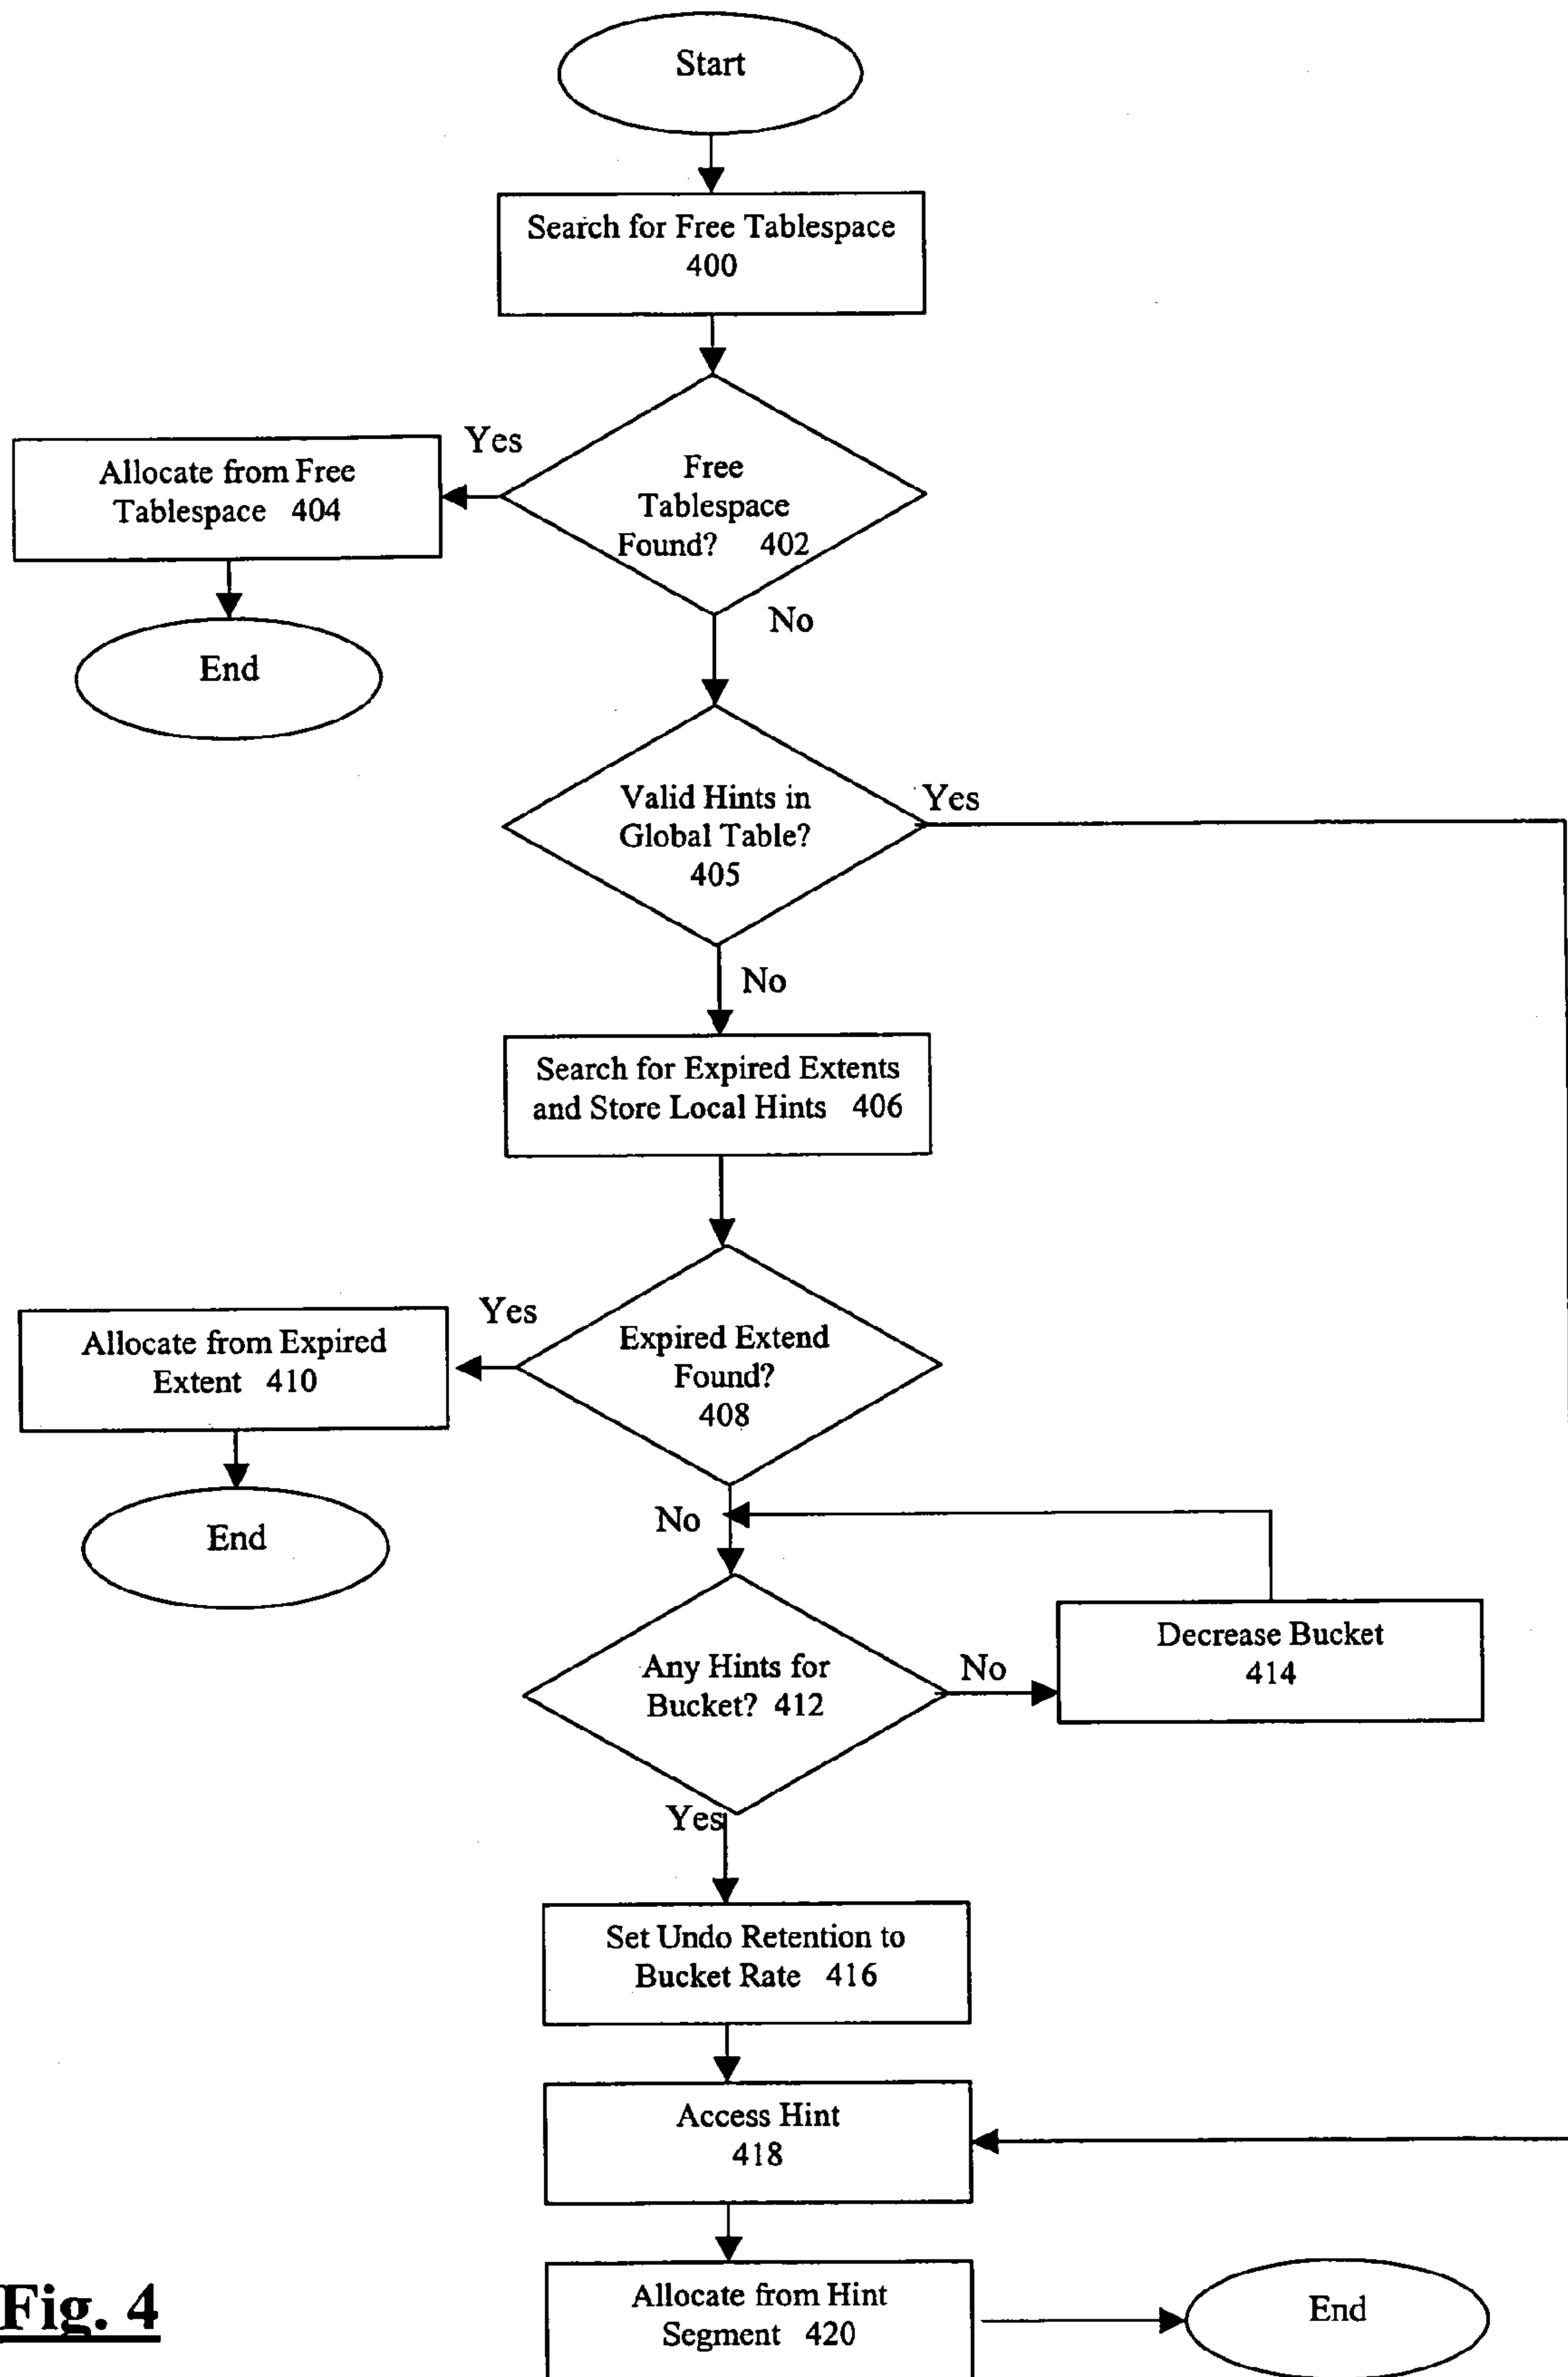 Start
Search for Free Tablespace
400
Yes
Allocate from Free
Tablespace 404
Free
Tablespace
Found? 402
No
End
Valid Hints in
Global Table?
405
Yes
No
Search for Expired Extents
and Store Local Hints 406
Yes
Allocate from Expired
Extent 410
Expired Extend
Found?
408
No
End
Any Hints for
Bucket? 412
No
Decrease Bucket
414
Yes
Set Undo Retention to
Bucket Rate 416
Access Hint
418
Allocate from Hint
Segment 420
End
Fig. 4